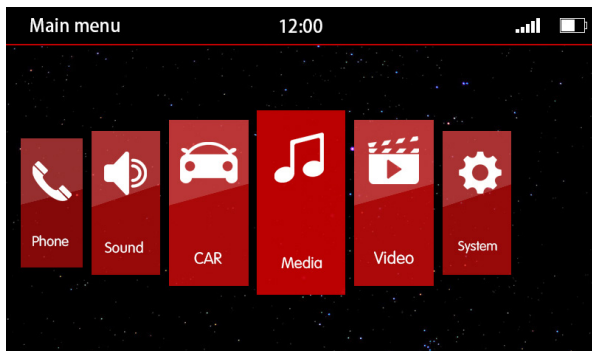 Main menu 12:00
Phone
Sound
CAR
Media
Video
System